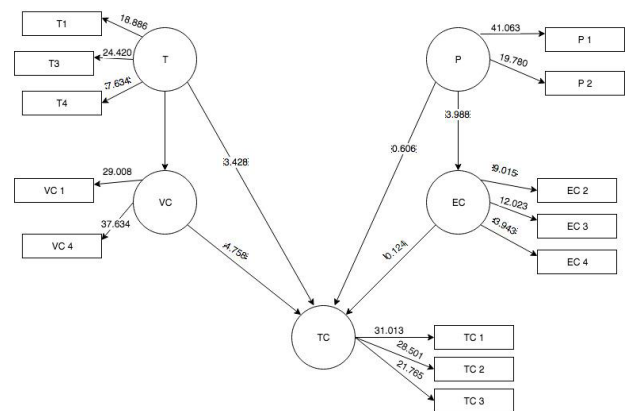 T1
18.886
41.063
P 1
24.420
T3
T
P
19.780
P 2
T4
7.634
3.988
3.428
0.606
29.008
VC 1
VC
EC
9.015
EC 2
12.023
EC 3
37.634
VC 4
3.943
EC 4
4.758
0.124
TC
31.013
TC 1
28.501
TC 2
21.765
TC 3